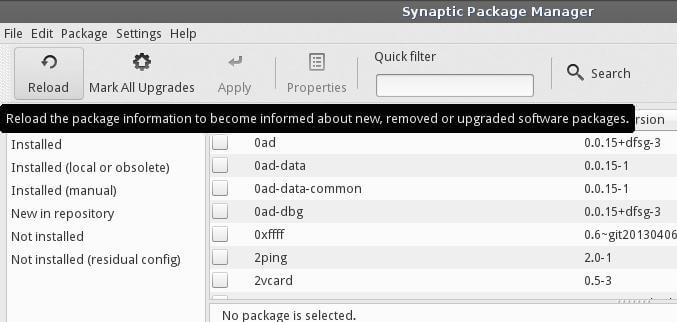 Synaptic Package Manager
File Edit Package Settings Help
Reload Mark All Upgrades Apply Properties Quick filter Search
Reload the package information to become informed about new, removed or upgraded software packages.
Installed 0ad 0.0.15+dfsg-3
Installed (local or obsolete) 0ad-data 0.0.15-1
Installed (manual) 0ad-data-common 0.0.15-1
New in repository 0ad-dbg 0.0.15+dfsg-3
Not installed 0xffff 0.6~git20130406
Not installed (residual config) 2ping 2.0-1
2vcard 0.5-3
No package is selected.